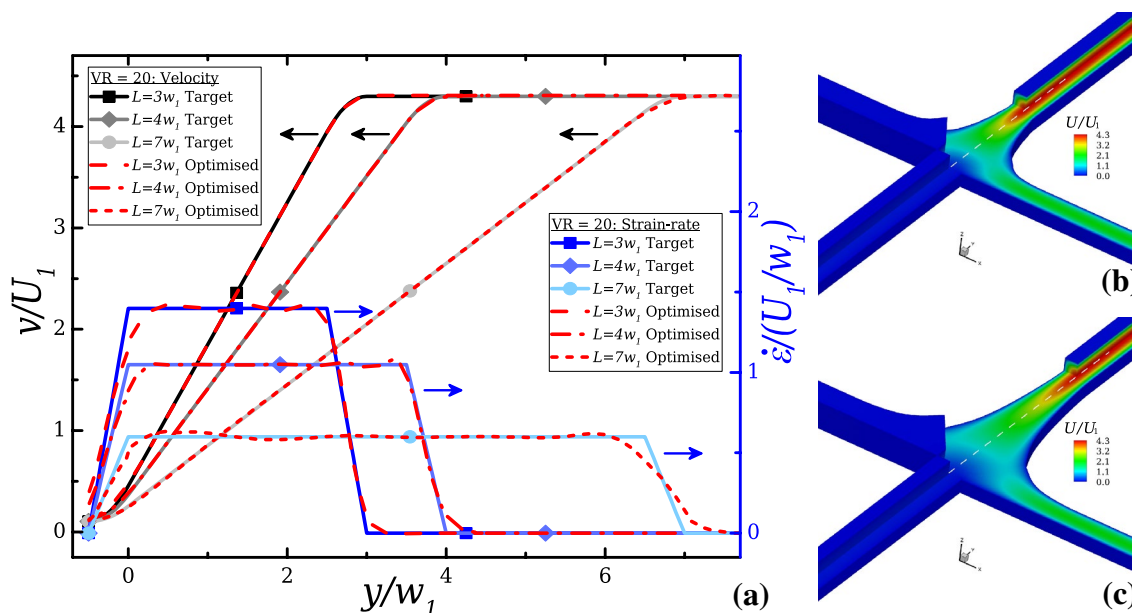 VR = 20: Velocity
L=3w₁ Target
L=4w₁ Target
L=7w₁ Target
L=3w₁ Optimised
L=4w₁ Optimised
L=7w₁ Optimised
VR = 20: Strain-rate
L=3w₁ Target
L=4w₁ Target
L=7w₁ Target
L=3w₁ Optimised
L=4w₁ Optimised
L=7w₁ Optimised
4
3
2
1
0
v/U₁
0
2
4
6
y/w₁
2
1
0
ε̇/(U₁/w₁)
(a)
U/U₁
4.3
3.2
2.1
1.1
0.0
z
Y
x
(b)
U/U₁
4.3
3.2
2.1
1.1
0.0
z
Y
x
(c)